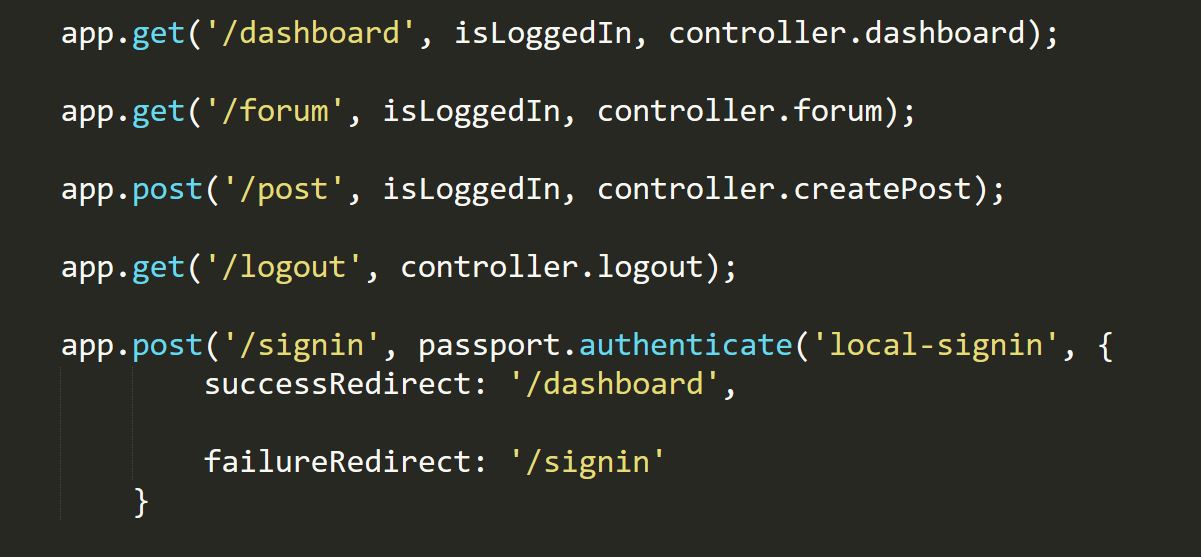 app.get('/dashboard', isLoggedIn, controller.dashboard);
app.get('/forum', isLoggedIn, controller.forum);
app.post('/post', isLoggedIn, controller.createPost);
app.get('/logout', controller.logout);
app.post('/signin', passport.authenticate('local-signin', {
successRedirect: '/dashboard',
failureRedirect: '/signin'
}